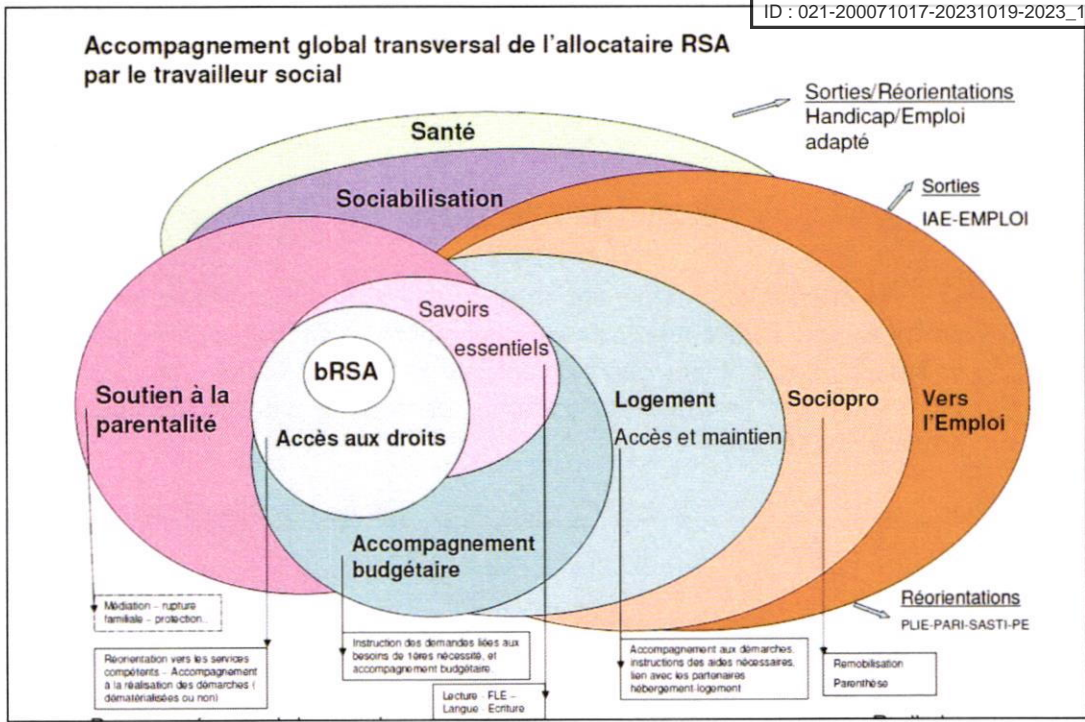 ID : 021-200071017-20231019-2023_1
Accompagnement global transversal de l'allocataire RSA
par le travailleur social
Sorties/Réorientations
Handicap/Emploi
adapté
Santé
Sociabilisation
Sorties
IAE-EMPLOI
Savoirs
essentiels
bRSA
Soutien à la
parentalité
Accès aux droits
Logement
Accès et maintien
Sociopro
Vers
l'Emploi
Accompagnement
budgétaire
Réorientations
PLIE-PARI-SASTI-PE
Médiation – rupture
familiale – protection..
Réorientation vers les services
compétents – Accompagnement
à la réalisation des démarches (
dématérialisées ou non)
Instruction des demandes liées aux
besoins de 1ères nécessité, et
accompagnement budgétaire.
Lecture - FLE –
Langue - Ecriture
Accompagnement aux démarches,
instructions des aides nécessaires,
lien avec les partenaires
hébergement-logement
Remobilisation
Parenthèse